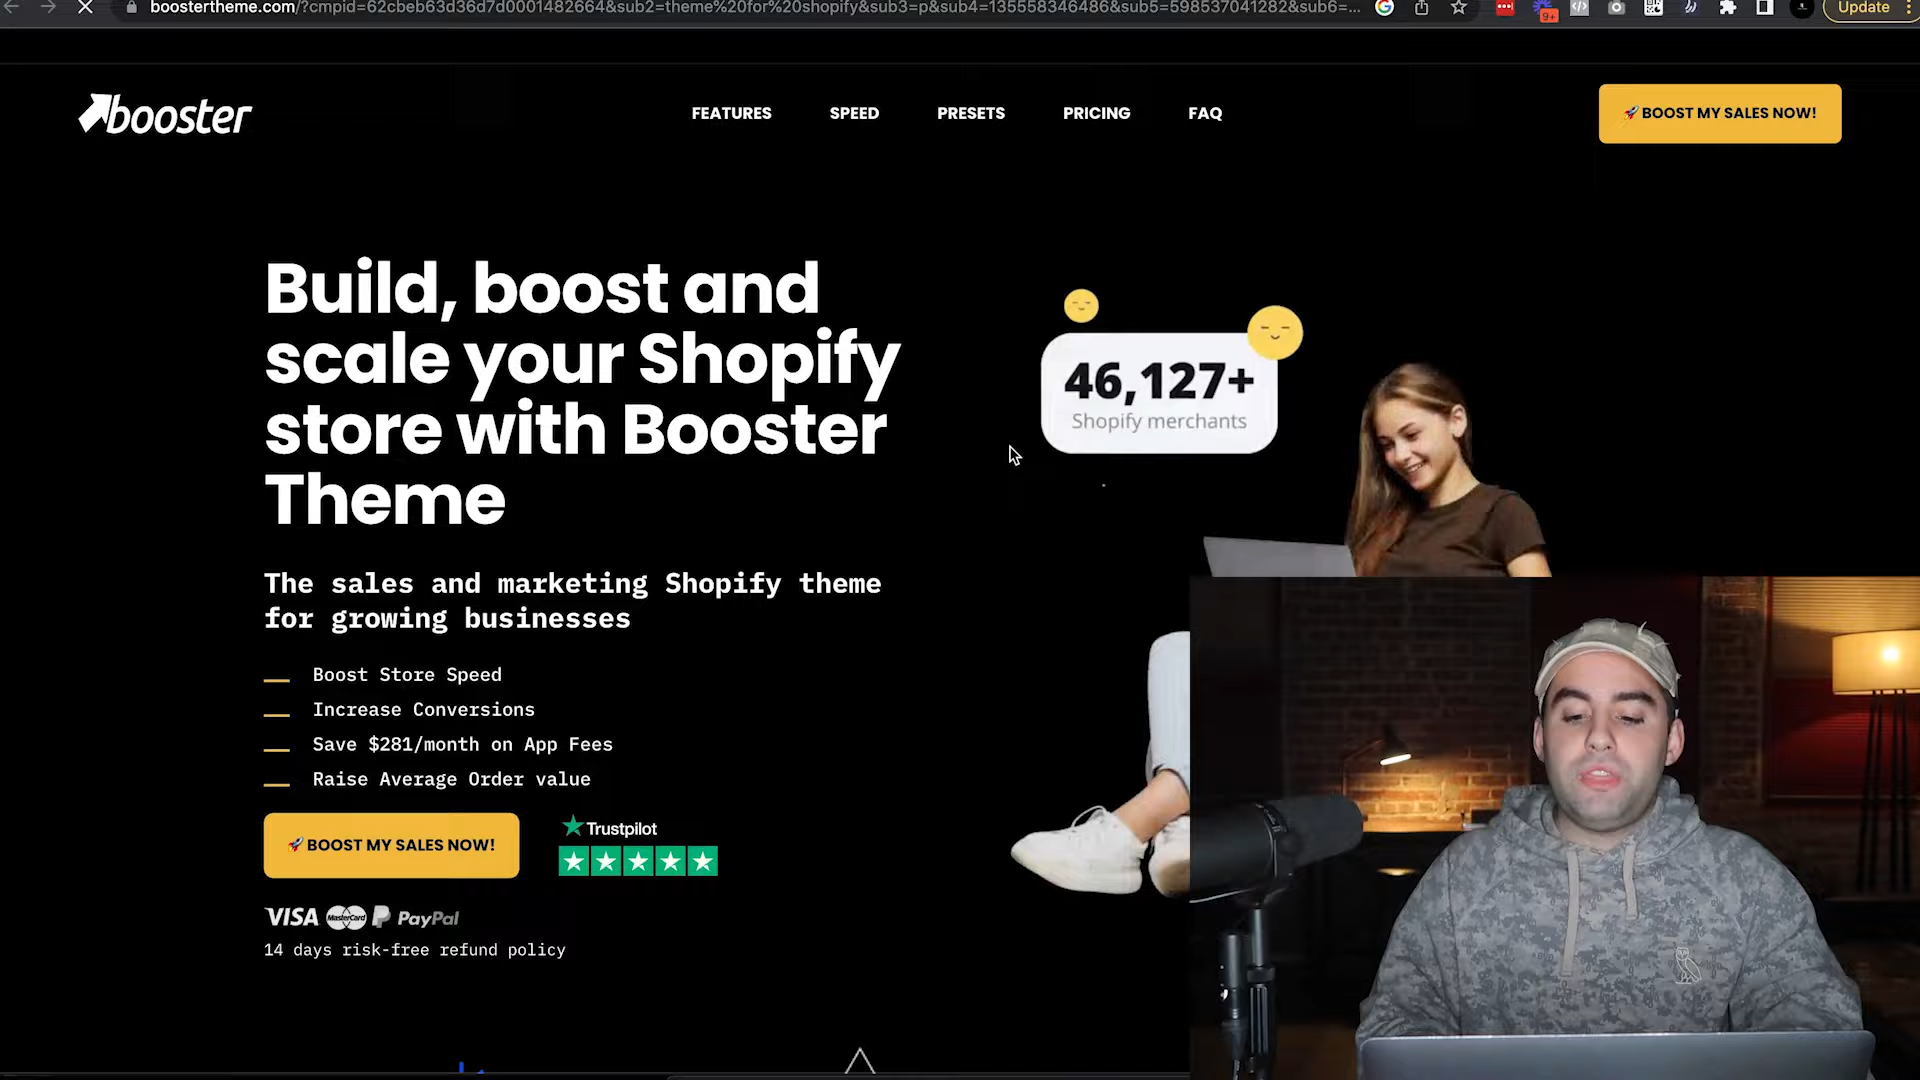 boostertheme.com/?cmpid=62cbeb63d36d7d0001482664&sub2=theme%20for%20shopify&sub3=p&sub4=135558346486&sub5=598537041282&sub6=...
9+
Update
booster
FEATURES
SPEED
PRESETS
PRICING
FAQ
🚀BOOST MY SALES NOW!
Build, boost and
scale your Shopify
store with Booster
Theme
46,127+
Shopify merchants
The sales and marketing Shopify theme
for growing businesses
Boost Store Speed
Increase Conversions
Save $281/month on App Fees
Raise Average Order value
🚀BOOST MY SALES NOW!
Trustpilot
VISA MasterCard PayPal
14 days risk-free refund policy